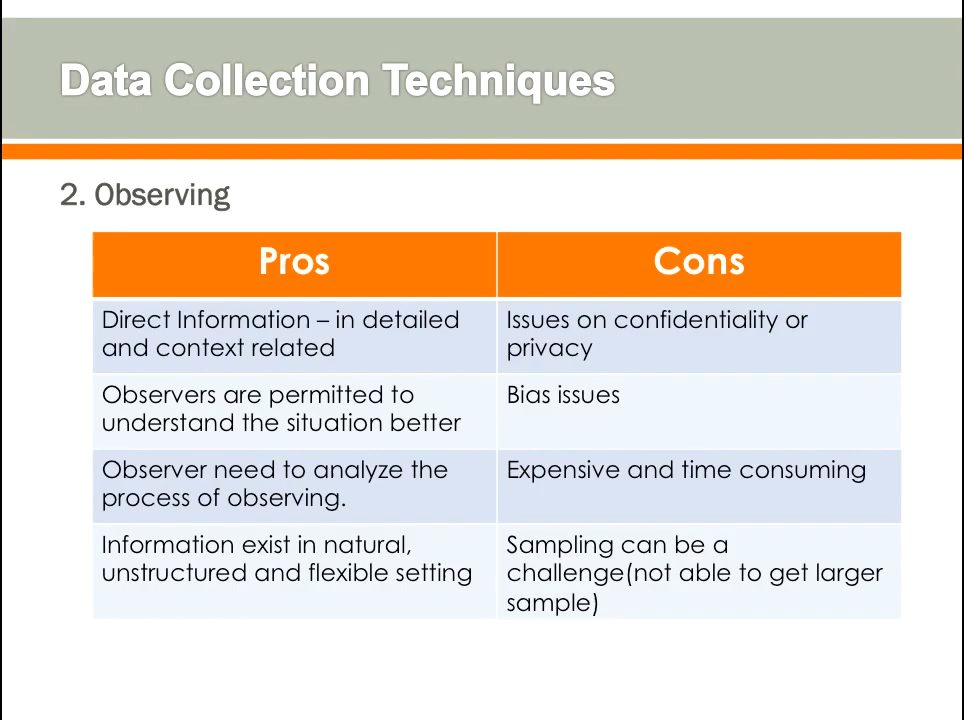 Data Collection Techniques
2. Observing
Pros
Cons
Direct Information – in detailed
and context related
Issues on confidentiality or
privacy
Observers are permitted to
understand the situation better
Bias issues
Observer need to analyze the
process of observing.
Expensive and time consuming
Information exist in natural,
unstructured and flexible setting
Sampling can be a
challenge(not able to get larger
sample)